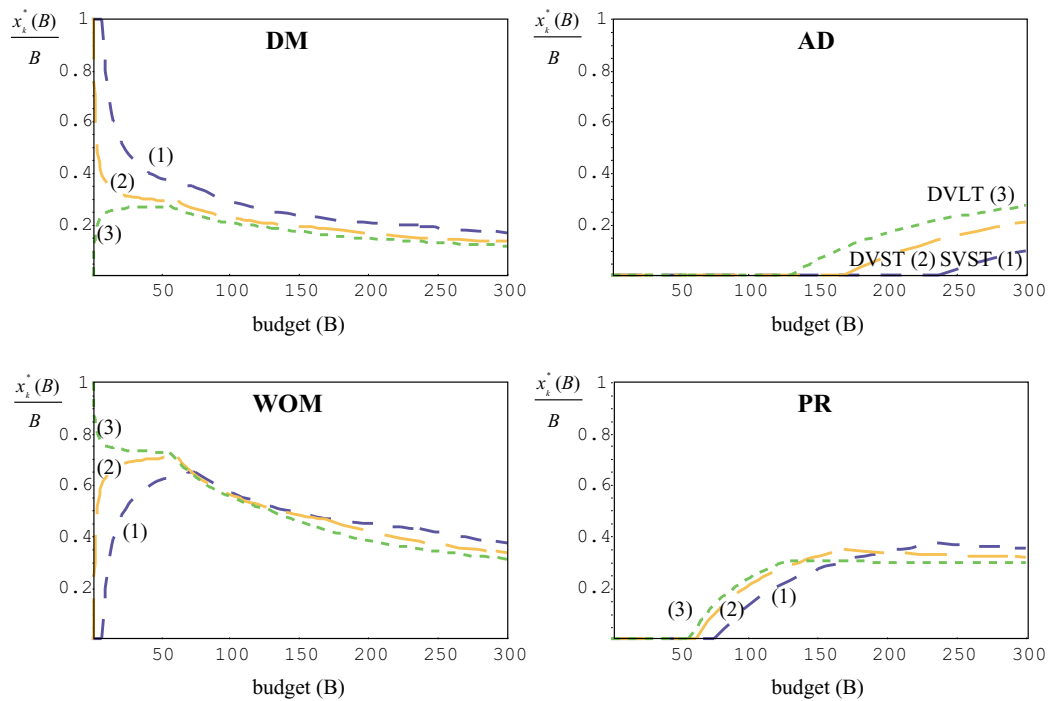 x*k(B)
B
DM
1
0.8
0.6
0.4
0.2
(1)
(2)
(3)
50 100 150 200 250 300
budget (B)
x*k(B)
B
AD
1
0.8
0.6
0.4
0.2
DVLT (3)
DVST (2) SVST (1)
50 100 150 200 250 300
budget (B)
x*k(B)
B
WOM
1
0.8
0.6
0.4
0.2
(3)
(2)
(1)
50 100 150 200 250 300
budget (B)
x*k(B)
B
PR
1
0.8
0.6
0.4
0.2
(3) (2) (1)
50 100 150 200 250 300
budget (B)